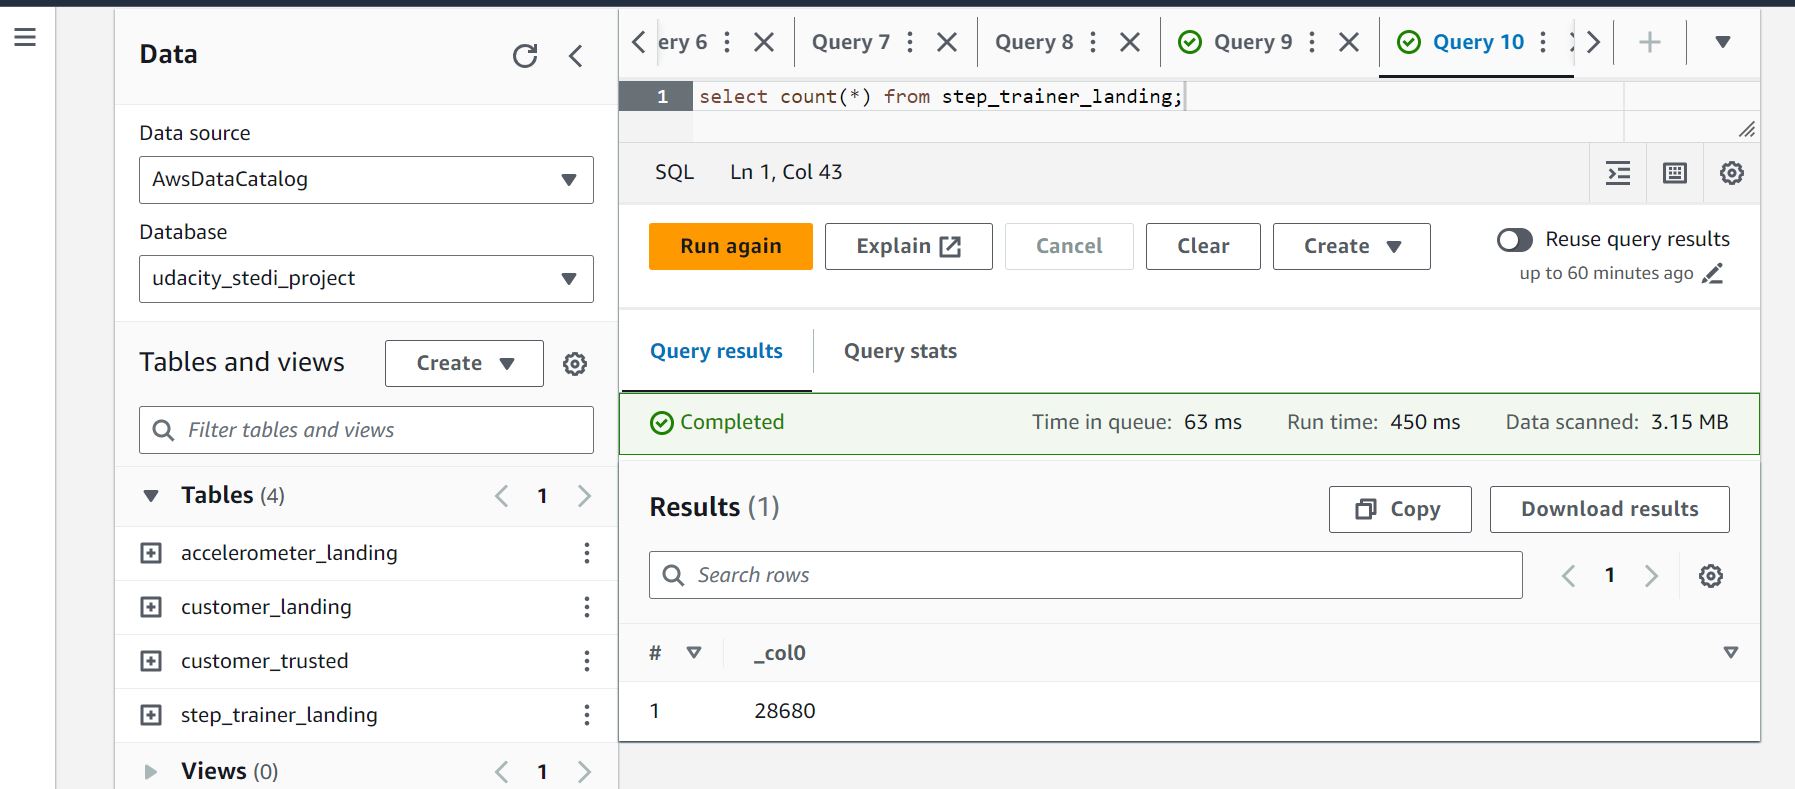 Data
Data source
AwsDataCatalog
Database
udacity_stedi_project
Tables and views
Create
Filter tables and views
Tables (4)
1
accelerometer_landing
customer_landing
customer_trusted
step_trainer_landing
Views (0)
1
ery 6
Query 7
Query 8
Query 9
Query 10
1 select count(*) from step_trainer_landing;
SQL Ln 1, Col 43
Run again
Explain
Cancel
Clear
Create
Reuse query results
up to 60 minutes ago
Query results
Query stats
Completed
Time in queue: 63 ms
Run time: 450 ms
Data scanned: 3.15 MB
Results (1)
Copy
Download results
Search rows
1
# _col0
1 28680